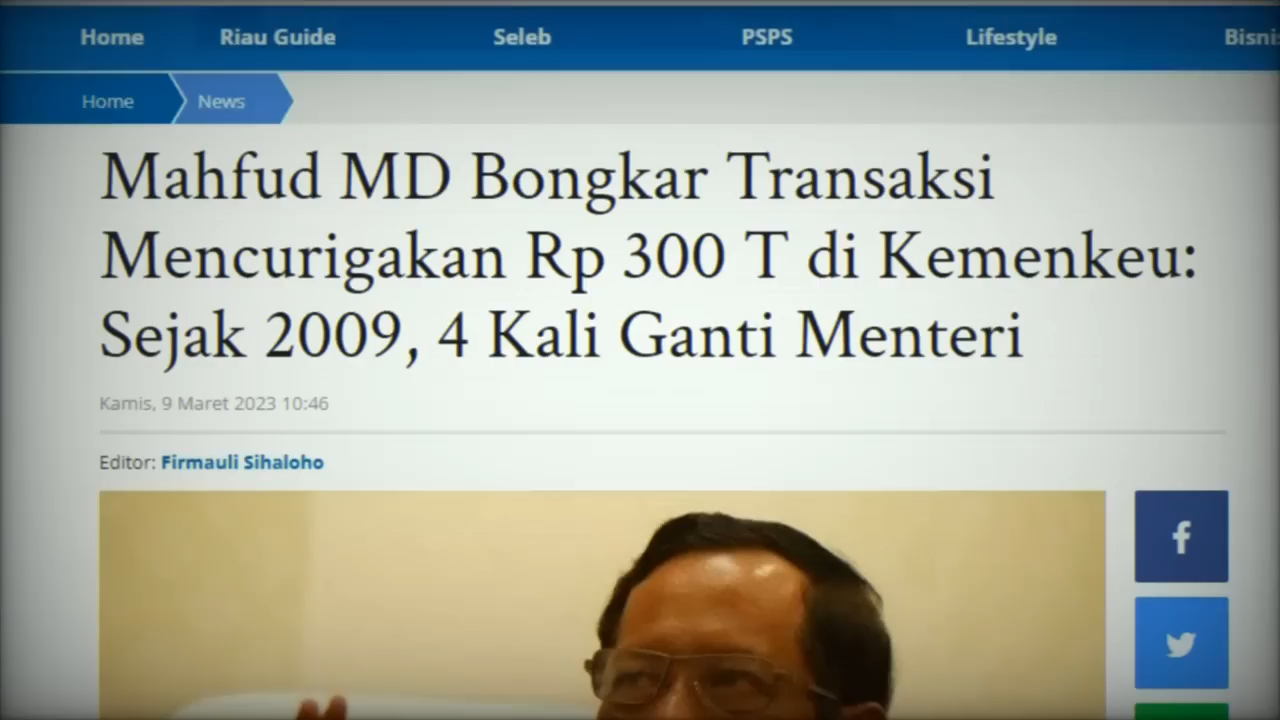 Home Riau Guide Seleb PSPS Lifestyle
Home News
Mahfud MD Bongkar Transaksi
Mencurigakan Rp 300 T di Kemenkeu:
Sejak 2009, 4 Kali Ganti Menteri
Kamis, 9 Maret 2023 10:46
Editor: Firmauli Sihaloho